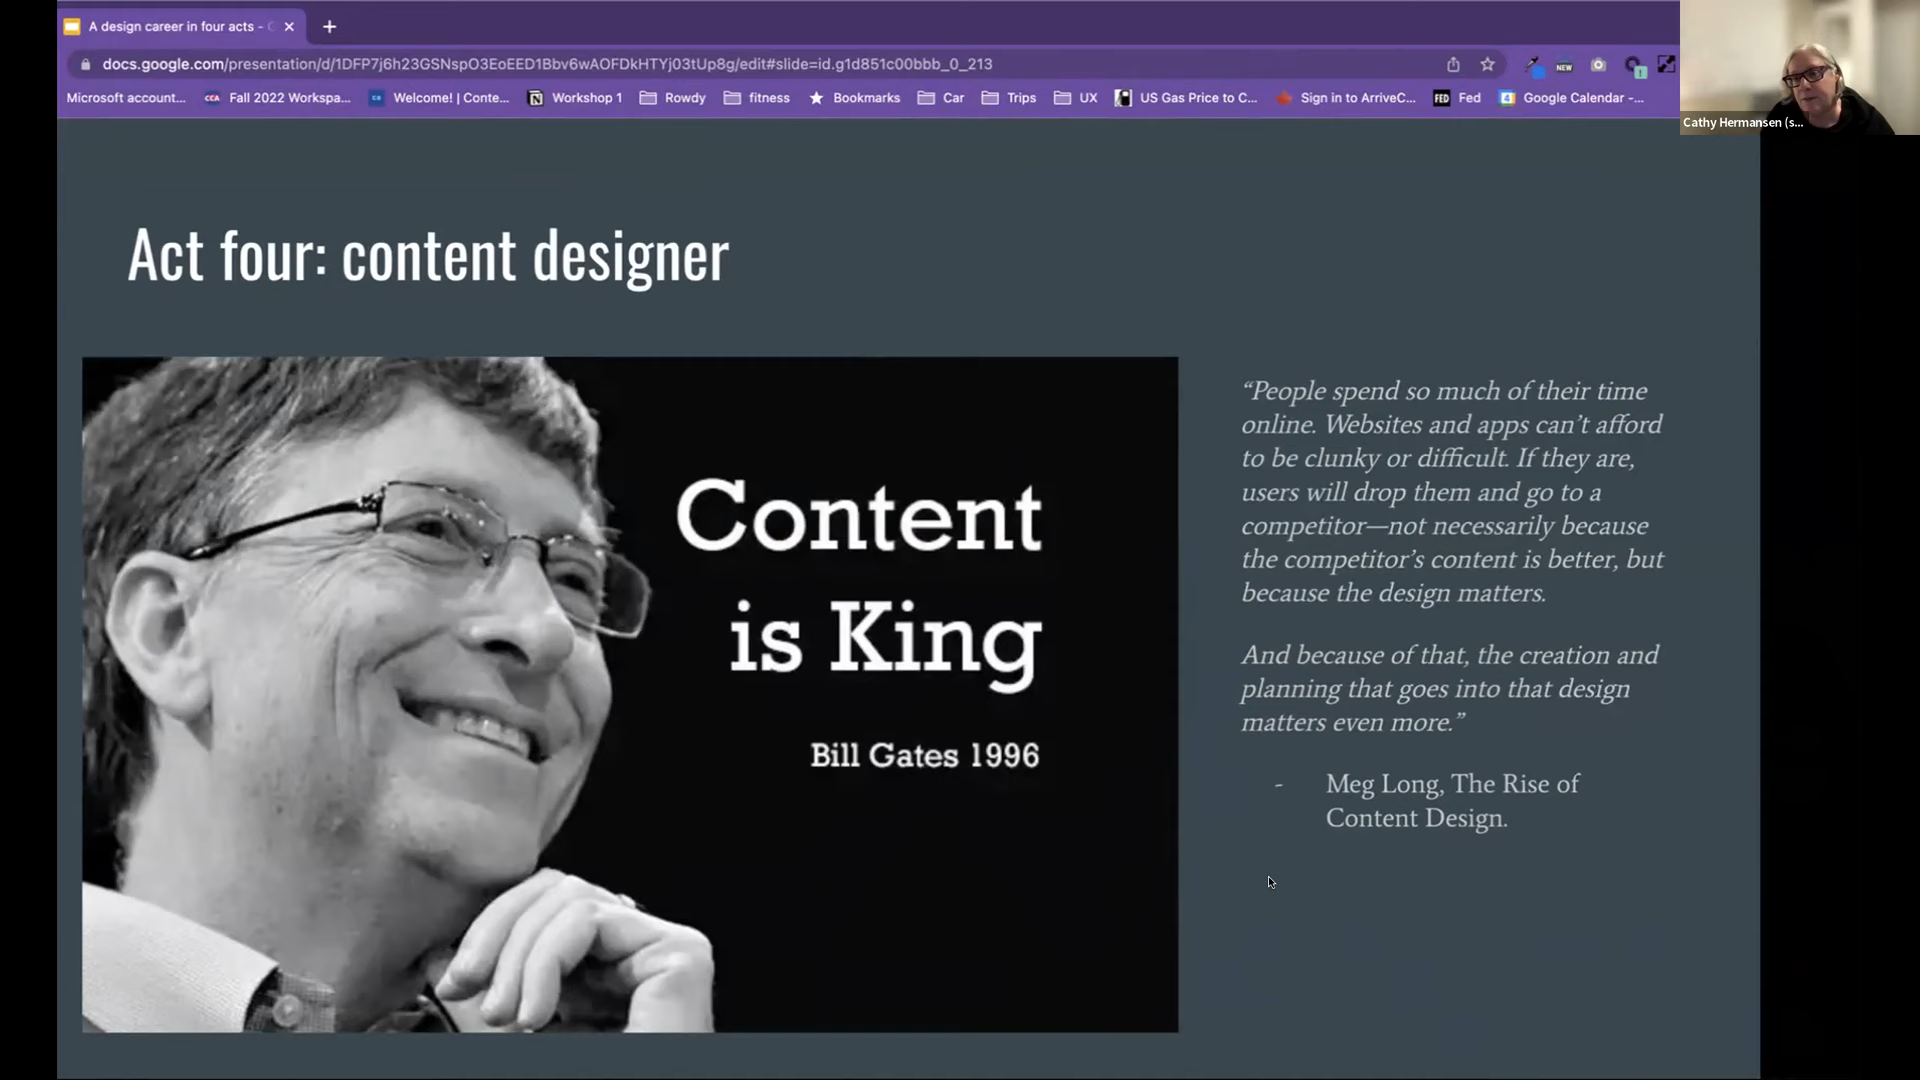 A design career in four acts -
docs.google.com/presentation/d/1DFP7j6h23GSNspO3EoEED1Bbv6wAOFDkHTYj03tUp8g/edit#slide=id.g1d851c00bbb_0_213
NEW
Microsoft account... CCA Fall 2022 Workspa... Welcome! | Conte... Workshop 1 Rowdy fitness Bookmarks Car Trips UX US Gas Price to C... Sign in to ArriveC... FED Fed 4 Google Calendar -...
Cathy Hermansen (s...
Act four: content designer
Content
is King
Bill Gates 1996
“People spend so much of their time
online. Websites and apps can’t afford
to be clunky or difficult. If they are,
users will drop them and go to a
competitor—not necessarily because
the competitor’s content is better, but
because the design matters.
And because of that, the creation and
planning that goes into that design
matters even more.”
- Meg Long, The Rise of
Content Design.